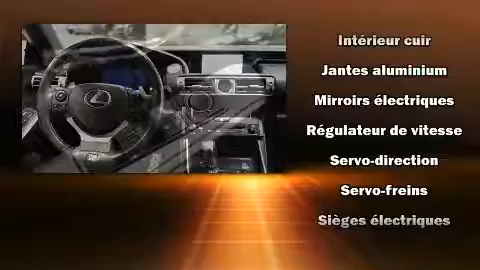 Intérieur cuir
Jantes aluminium
Mirroirs électriques
Régulateur de vitesse
Servo-direction
Servo-freins
Sièges électriques